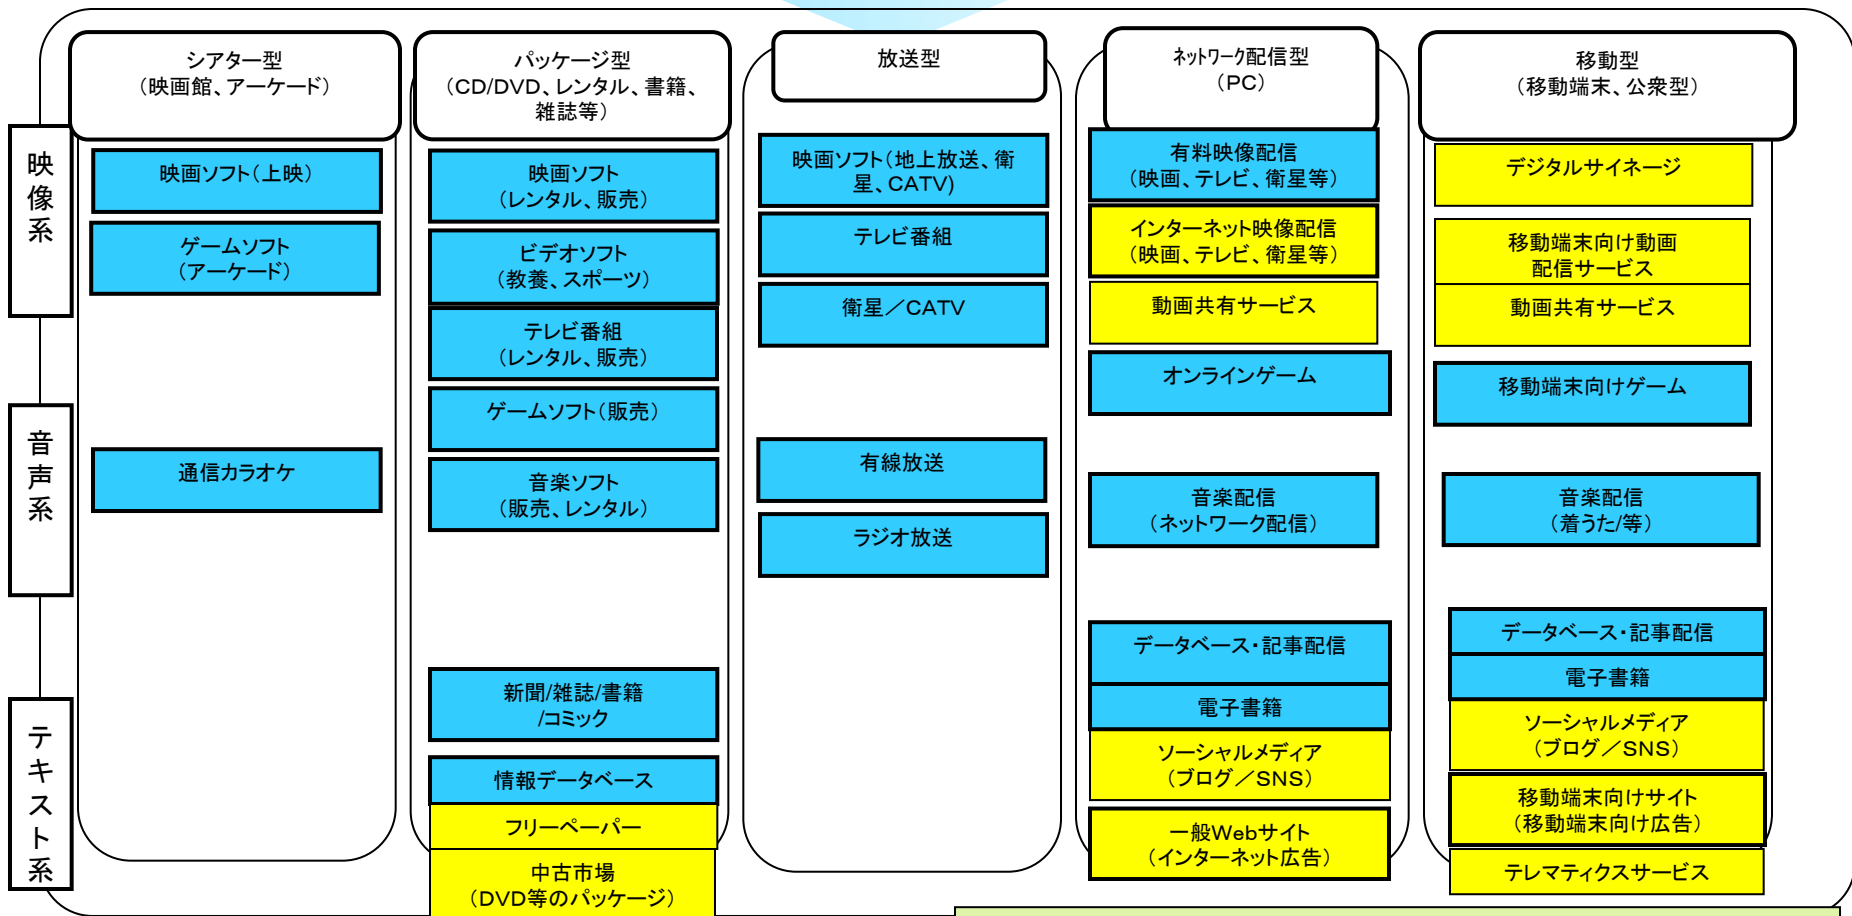 シアター型
（映画館、アーケード）
パッケージ型
（CD/DVD、レンタル、書籍、
雑誌等）
放送型
ネットワーク配信型
（PC）
移動型
（移動端末、公衆型）
映像系
音声系
テキスト系
映画ソフト（上映）
ゲームソフト
（アーケード）
通信カラオケ
映画ソフト
（レンタル、販売）
ビデオソフト
（教養、スポーツ）
テレビ番組
（レンタル、販売）
ゲームソフト（販売）
音楽ソフト
（販売、レンタル）
新聞/雑誌/書籍
/コミック
情報データベース
フリーペーパー
中古市場
（DVD等のパッケージ）
映画ソフト（地上放送、衛
星、CATV)
テレビ番組
衛星／CATV
有線放送
ラジオ放送
有料映像配信
（映画、テレビ、衛星等）
インターネット映像配信
（映画、テレビ、衛星等）
動画共有サービス
オンラインゲーム
音楽配信
（ネットワーク配信）
データベース・記事配信
電子書籍
ソーシャルメディア
（ブログ／SNS）
一般Webサイト
（インターネット広告）
デジタルサイネージ
移動端末向け動画
配信サービス
動画共有サービス
移動端末向けゲーム
音楽配信
（着うた/等）
データベース・記事配信
電子書籍
ソーシャルメディア
（ブログ／SNS）
移動端末向けサイト
（移動端末向け広告）
テレマティクスサービス